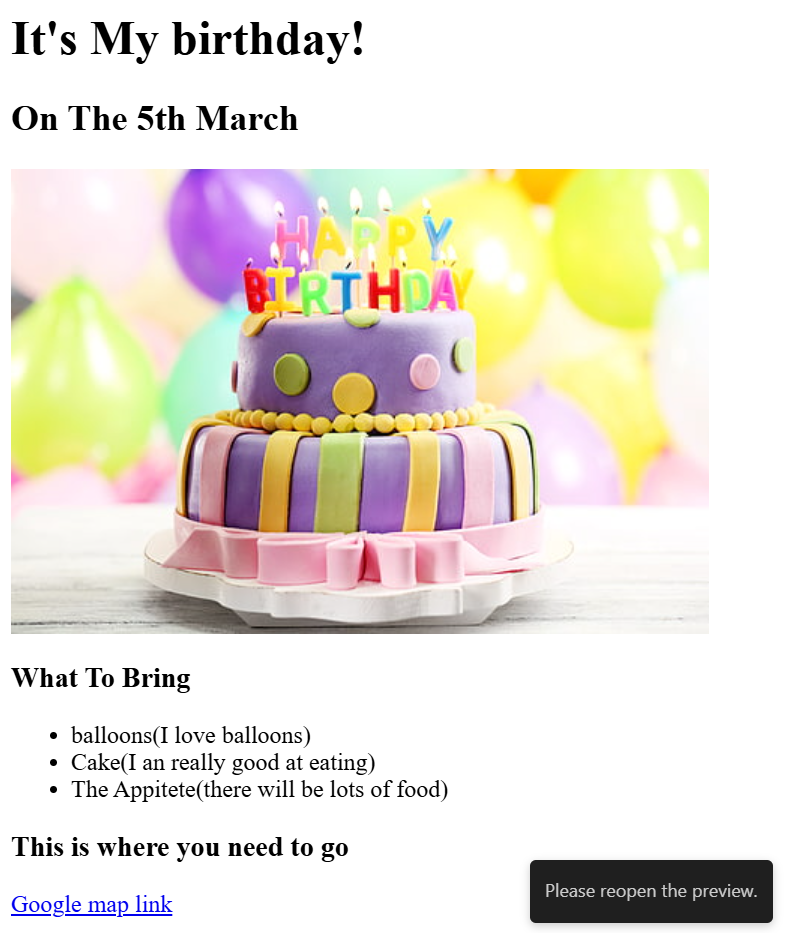 It's My birthday!
On The 5th March
HAPPY
BIRTHDAY
What To Bring
balloons(I love balloons)
Cake(I an really good at eating)
The Appitete(there will be lots of food)
This is where you need to go
Google map link
Please reopen the preview.